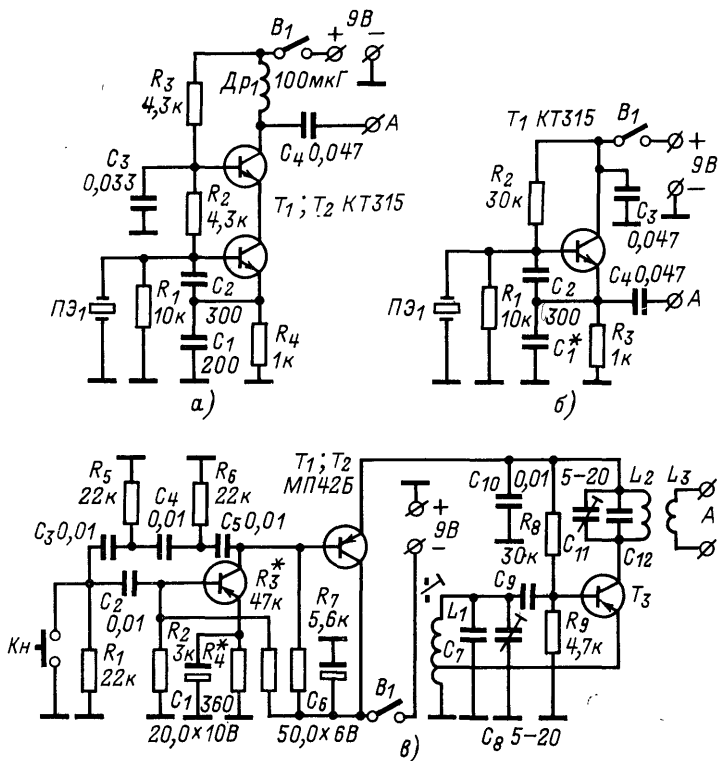 B₁ 9В
+ −
R₃
4,3к
Др₁ 100мкГ
A
C₄ 0,047
C₃
0,033
R₂
4,3к
T₁; T₂ КТ315
ПЭ₁
R₁
10к
C₂
300
C₁
200
R₄
1к
а)
T₁ КТ315
B₁
+
9В
−
R₂
30к
C₃
0,047
C₄ 0,047
A
ПЭ₁
R₁
10к
C₂
300
C₁*
R₃
1к
б)
R₅
22к
C₄
0,01
R₆
22к
T₁; T₂
МП42Б
C₃ 0,01
C₅ 0,01
C₂
0,01
R₃*
47к
Кн
R₁
22к
R₂
3к
R₄*
360
C₁
20,0×10В
R₇
5,6к
C₆
50,0×6В
B₁
+
9В
−
C₁₀ 0,01
R₈
30к
5−20
C₁₁
C₁₂
L₂
L₃
A
C₉
T₃
L₁
C₇
R₉
4,7к
C₈ 5−20
в)